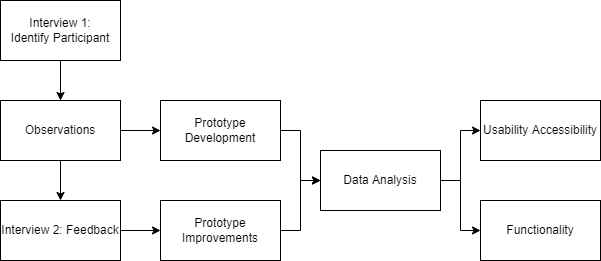 Interview 1:
Identify Participant
Observations
Prototype
Development
Usability Accessibility
Data Analysis
Interview 2: Feedback
Prototype
Improvements
Functionality